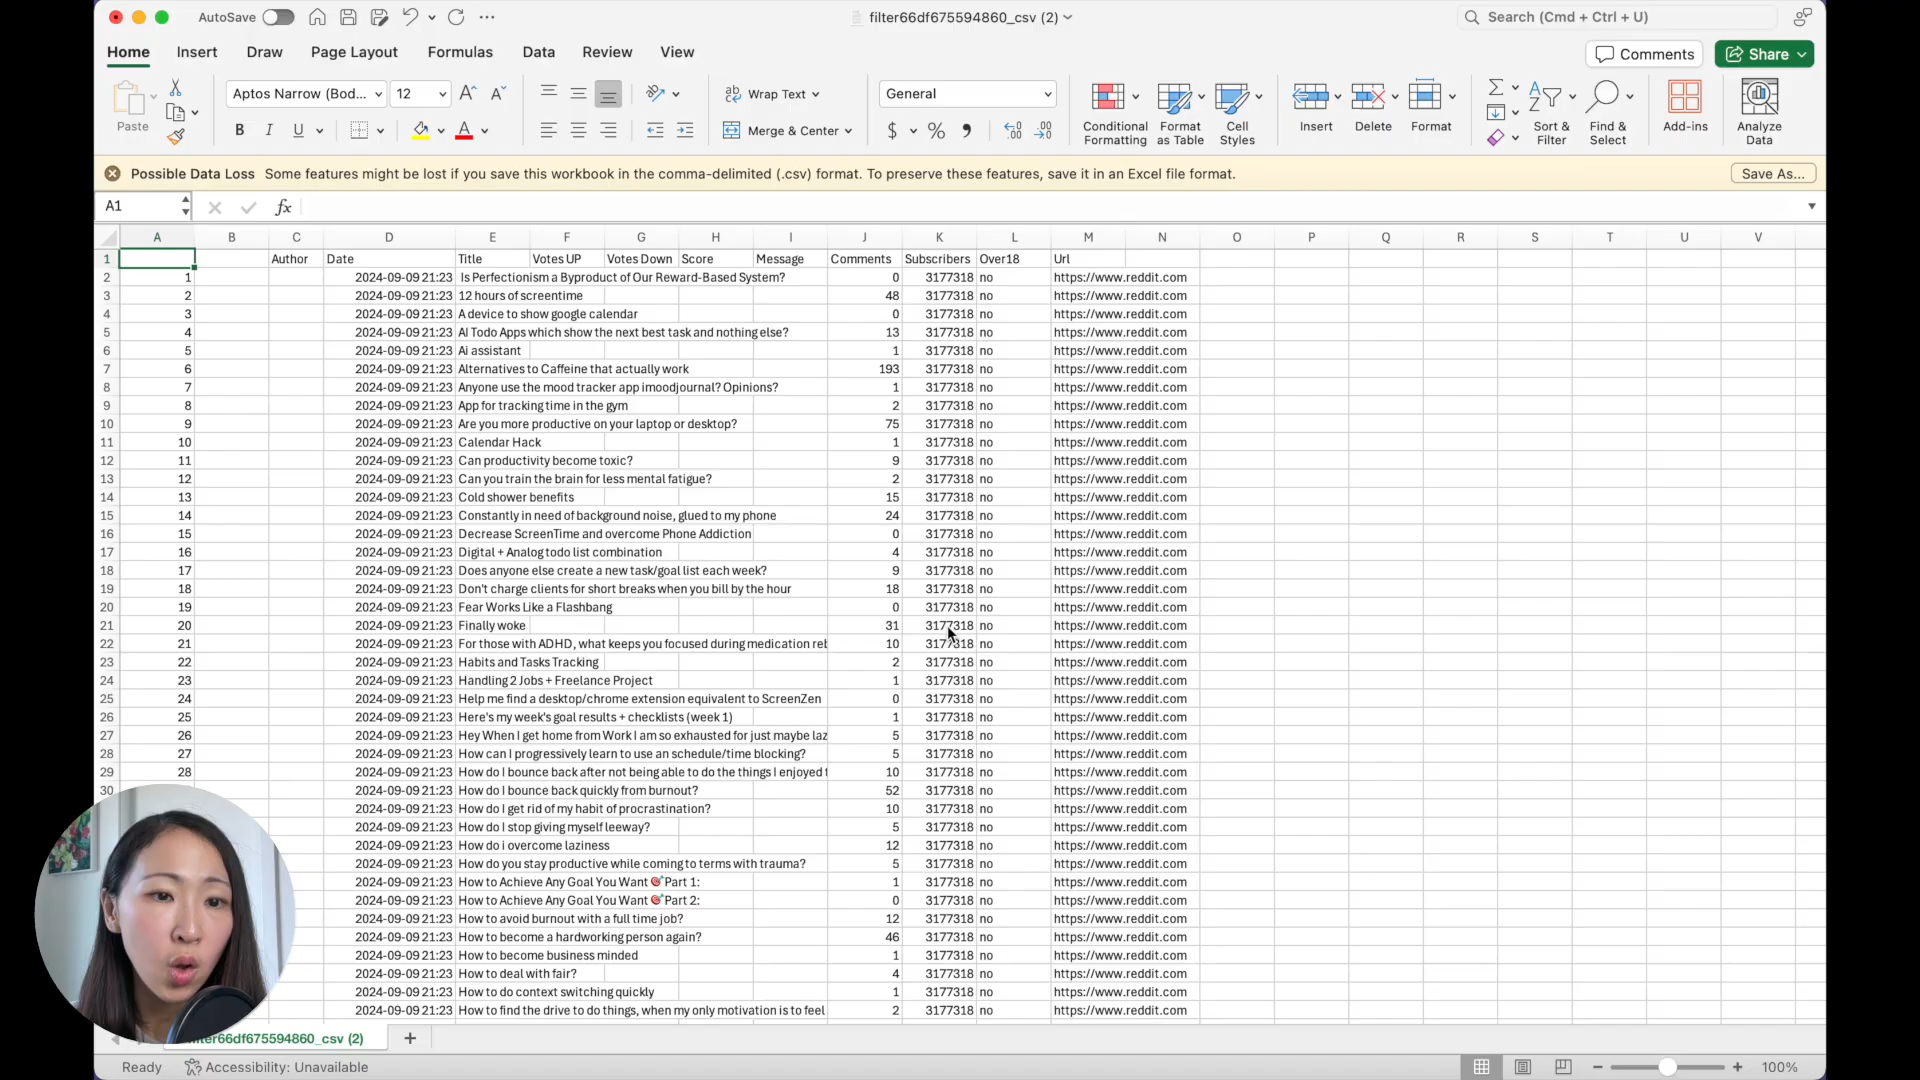 AutoSave
filter66df675594860_csv (2)
Search (Cmd + Ctrl + U)
Home Insert Draw Page Layout Formulas Data Review View
Comments Share
Paste
Aptos Narrow (Bod... 12
B I U
Wrap Text
Merge & Center
General
$ % ,
Conditional Formatting
Format as Table
Cell Styles
Insert Delete Format
Sort & Filter
Find & Select
Add-ins
Analyze Data
Possible Data Loss Some features might be lost if you save this workbook in the comma-delimited (.csv) format. To preserve these features, save it in an Excel file format. Save As...
A1 fx
A B C D E F G H I J K L M N O P Q R S T U V
1 Author Date Title Votes UP Votes Down Score Message Comments Subscribers Over18 Url
2 1 2024-09-09 21:23 Is Perfectionism a Byproduct of Our Reward-Based System? 0 3177318 no https://www.reddit.com
3 2 2024-09-09 21:23 12 hours of screentime 48 3177318 no https://www.reddit.com
4 3 2024-09-09 21:23 A device to show google calendar 0 3177318 no https://www.reddit.com
5 4 2024-09-09 21:23 AI Todo Apps which show the next best task and nothing else? 13 3177318 no https://www.reddit.com
6 5 2024-09-09 21:23 Ai assistant 1 3177318 no https://www.reddit.com
7 6 2024-09-09 21:23 Alternatives to Caffeine that actually work 193 3177318 no https://www.reddit.com
8 7 2024-09-09 21:23 Anyone use the mood tracker app imoodjournal? Opinions? 1 3177318 no https://www.reddit.com
9 8 2024-09-09 21:23 App for tracking time in the gym 2 3177318 no https://www.reddit.com
10 9 2024-09-09 21:23 Are you more productive on your laptop or desktop? 75 3177318 no https://www.reddit.com
11 10 2024-09-09 21:23 Calendar Hack 1 3177318 no https://www.reddit.com
12 11 2024-09-09 21:23 Can productivity become toxic? 9 3177318 no https://www.reddit.com
13 12 2024-09-09 21:23 Can you train the brain for less mental fatigue? 2 3177318 no https://www.reddit.com
14 13 2024-09-09 21:23 Cold shower benefits 15 3177318 no https://www.reddit.com
15 14 2024-09-09 21:23 Constantly in need of background noise, glued to my phone 24 3177318 no https://www.reddit.com
16 15 2024-09-09 21:23 Decrease ScreenTime and overcome Phone Addiction 0 3177318 no https://www.reddit.com
17 16 2024-09-09 21:23 Digital + Analog todo list combination 4 3177318 no https://www.reddit.com
18 17 2024-09-09 21:23 Does anyone else create a new task/goal list each week? 9 3177318 no https://www.reddit.com
19 18 2024-09-09 21:23 Don't charge clients for short breaks when you bill by the hour 18 3177318 no https://www.reddit.com
20 19 2024-09-09 21:23 Fear Works Like a Flashbang 0 3177318 no https://www.reddit.com
21 20 2024-09-09 21:23 Finally woke 31 3177318 no https://www.reddit.com
22 21 2024-09-09 21:23 For those with ADHD, what keeps you focused during medication reb 10 3177318 no https://www.reddit.com
23 22 2024-09-09 21:23 Habits and Tasks Tracking 2 3177318 no https://www.reddit.com
24 23 2024-09-09 21:23 Handling 2 Jobs + Freelance Project 1 3177318 no https://www.reddit.com
25 24 2024-09-09 21:23 Help me find a desktop/chrome extension equivalent to ScreenZen 0 3177318 no https://www.reddit.com
26 25 2024-09-09 21:23 Here's my week's goal results + checklists (week 1) 1 3177318 no https://www.reddit.com
27 26 2024-09-09 21:23 Hey When I get home from Work I am so exhausted for just maybe laz 5 3177318 no https://www.reddit.com
28 27 2024-09-09 21:23 How can I progressively learn to use an schedule/time blocking? 5 3177318 no https://www.reddit.com
29 28 2024-09-09 21:23 How do I bounce back after not being able to do the things I enjoyed 10 3177318 no https://www.reddit.com
30 2024-09-09 21:23 How do I bounce back quickly from burnout? 52 3177318 no https://www.reddit.com
2024-09-09 21:23 How do I get rid of my habit of procrastination? 10 3177318 no https://www.reddit.com
2024-09-09 21:23 How do I stop giving myself leeway? 5 3177318 no https://www.reddit.com
2024-09-09 21:23 How do i overcome laziness 12 3177318 no https://www.reddit.com
2024-09-09 21:23 How do you stay productive while coming to terms with trauma? 5 3177318 no https://www.reddit.com
2024-09-09 21:23 How to Achieve Any Goal You Want 🎯Part 1: 1 3177318 no https://www.reddit.com
2024-09-09 21:23 How to Achieve Any Goal You Want 🎯Part 2: 0 3177318 no https://www.reddit.com
2024-09-09 21:23 How to avoid burnout with a full time job? 12 3177318 no https://www.reddit.com
2024-09-09 21:23 How to become a hardworking person again? 46 3177318 no https://www.reddit.com
2024-09-09 21:23 How to become business minded 1 3177318 no https://www.reddit.com
2024-09-09 21:23 How to deal with fair? 4 3177318 no https://www.reddit.com
2024-09-09 21:23 How to do context switching quickly 1 3177318 no https://www.reddit.com
2024-09-09 21:23 How to find the drive to do things, when my only motivation is to feel 2 3177318 no https://www.reddit.com
ter66df675594860_csv (2) +
Ready Accessibility: Unavailable 100%